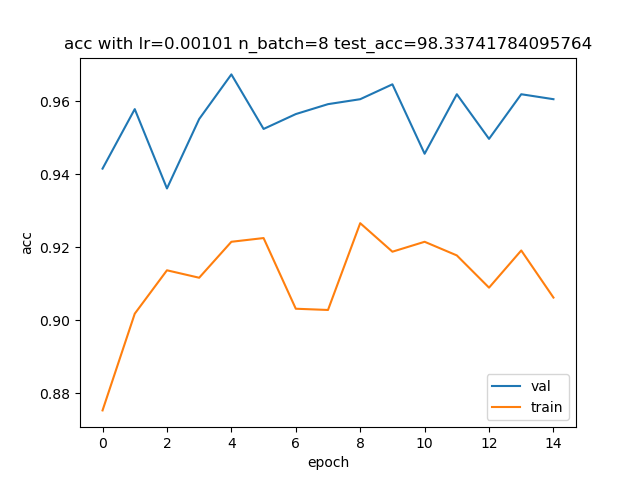 acc with lr=0.00101 n_batch=8 test_acc=98.33741784095764
0.96
0.94
0.92
0.90
0.88
acc
0 2 4 6 8 10 12 14
epoch
val
train